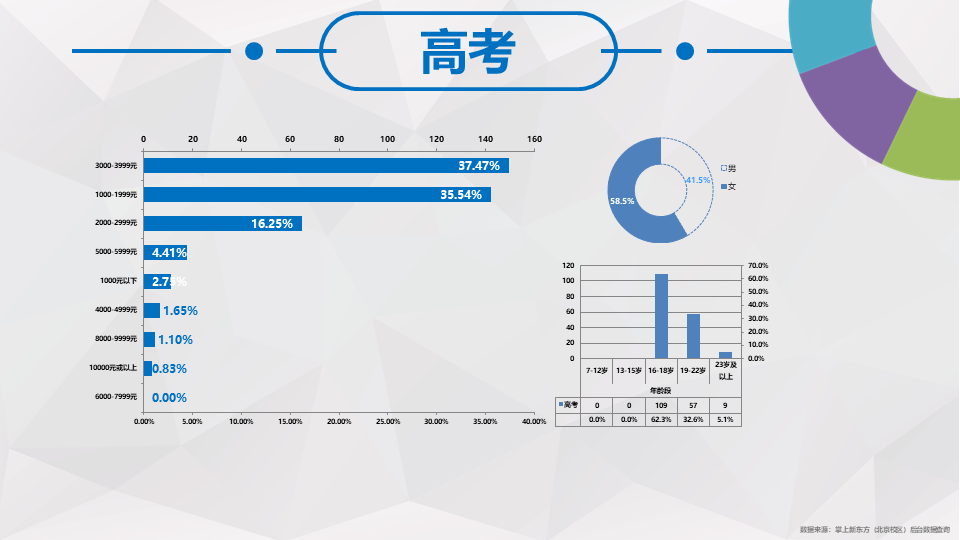 高考
0 20 40 60 80 100 120 140 160
3000-3999元 37.47%
1000-1999元 35.54%
2000-2999元 16.25%
5000-5999元 4.41%
1000元以下 2.75%
4000-4999元 1.65%
8000-9999元 1.10%
10000元或以上 0.83%
6000-7999元 0.00%
0.00% 5.00% 10.00% 15.00% 20.00% 25.00% 30.00% 35.00% 40.00%
男
41.5%
女
58.5%
120 70.0%
100 60.0%
80 50.0%
60 40.0%
40 30.0%
20 20.0%
0 10.0%
0.0%
7-12岁 13-15岁 16-18岁 19-22岁 23岁及
以上
年龄段
高考 0 0 109 57 9
0.0% 0.0% 62.3% 32.6% 5.1%
数据来源：掌上新东方（北京校区）后台数据查询